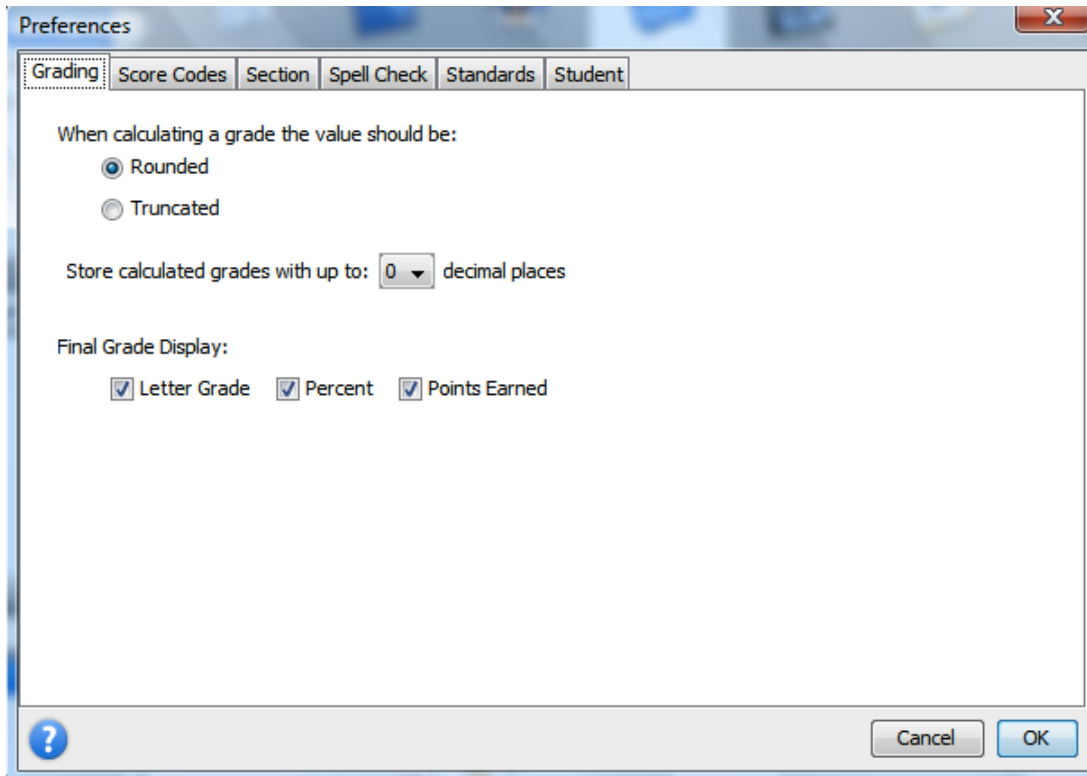 Preferences
Grading Score Codes Section Spell Check Standards Student
When calculating a grade the value should be:
Rounded
Truncated
Store calculated grades with up to: 0 decimal places
Final Grade Display:
Letter Grade Percent Points Earned
? Cancel OK